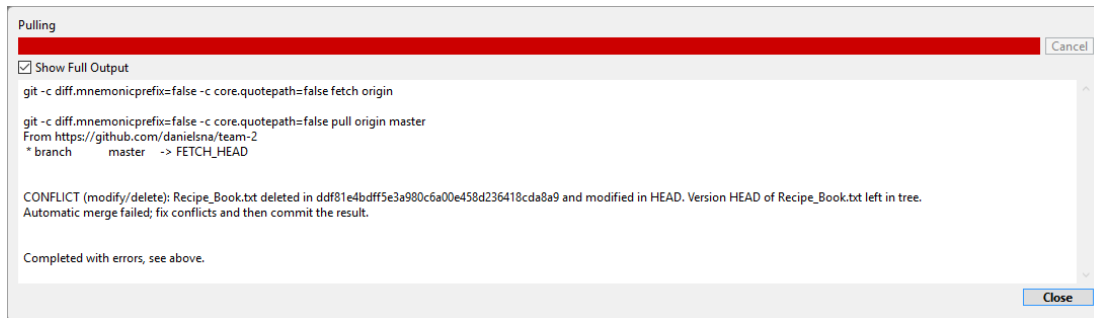 Pulling
Cancel
Show Full Output
git -c diff.mnemonicprefix=false -c core.quotepath=false fetch origin
git -c diff.mnemonicprefix=false -c core.quotepath=false pull origin master
From https://github.com/danielsna/team-2
* branch master -> FETCH_HEAD
CONFLICT (modify/delete): Recipe_Book.txt deleted in ddf81e4bdff5e3a980c6a00e458d236418cda8a9 and modified in HEAD. Version HEAD of Recipe_Book.txt left in tree.
Automatic merge failed; fix conflicts and then commit the result.
Completed with errors, see above.
Close